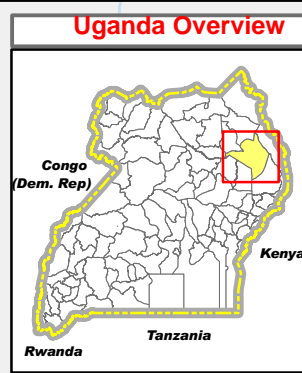 Uganda Overview
Congo
(Dem. Rep)
Kenya
Tanzania
Rwanda